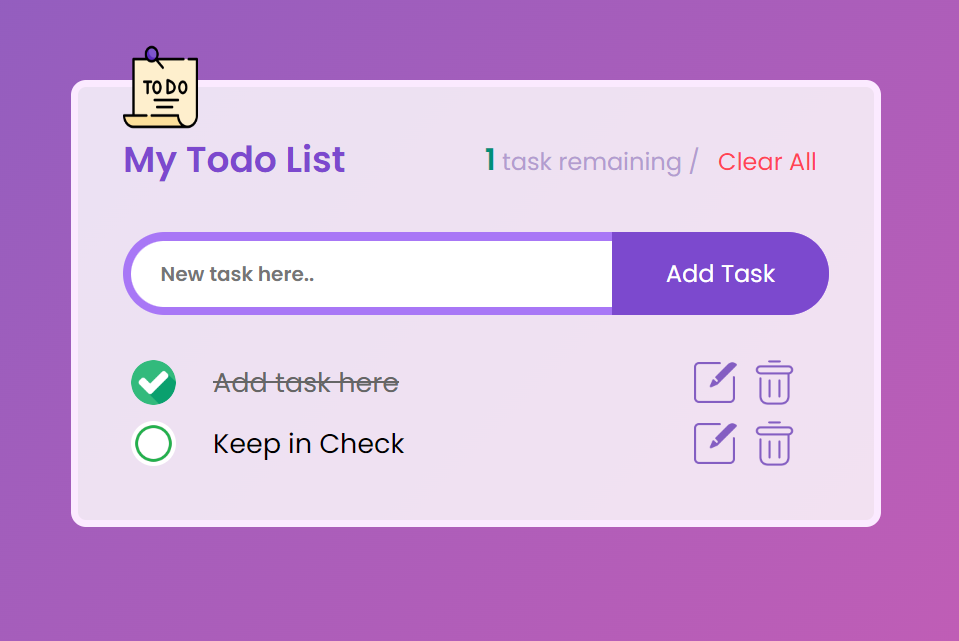 TO DO
My Todo List
1 task remaining / Clear All
New task here..
Add Task
Add task here
Keep in Check